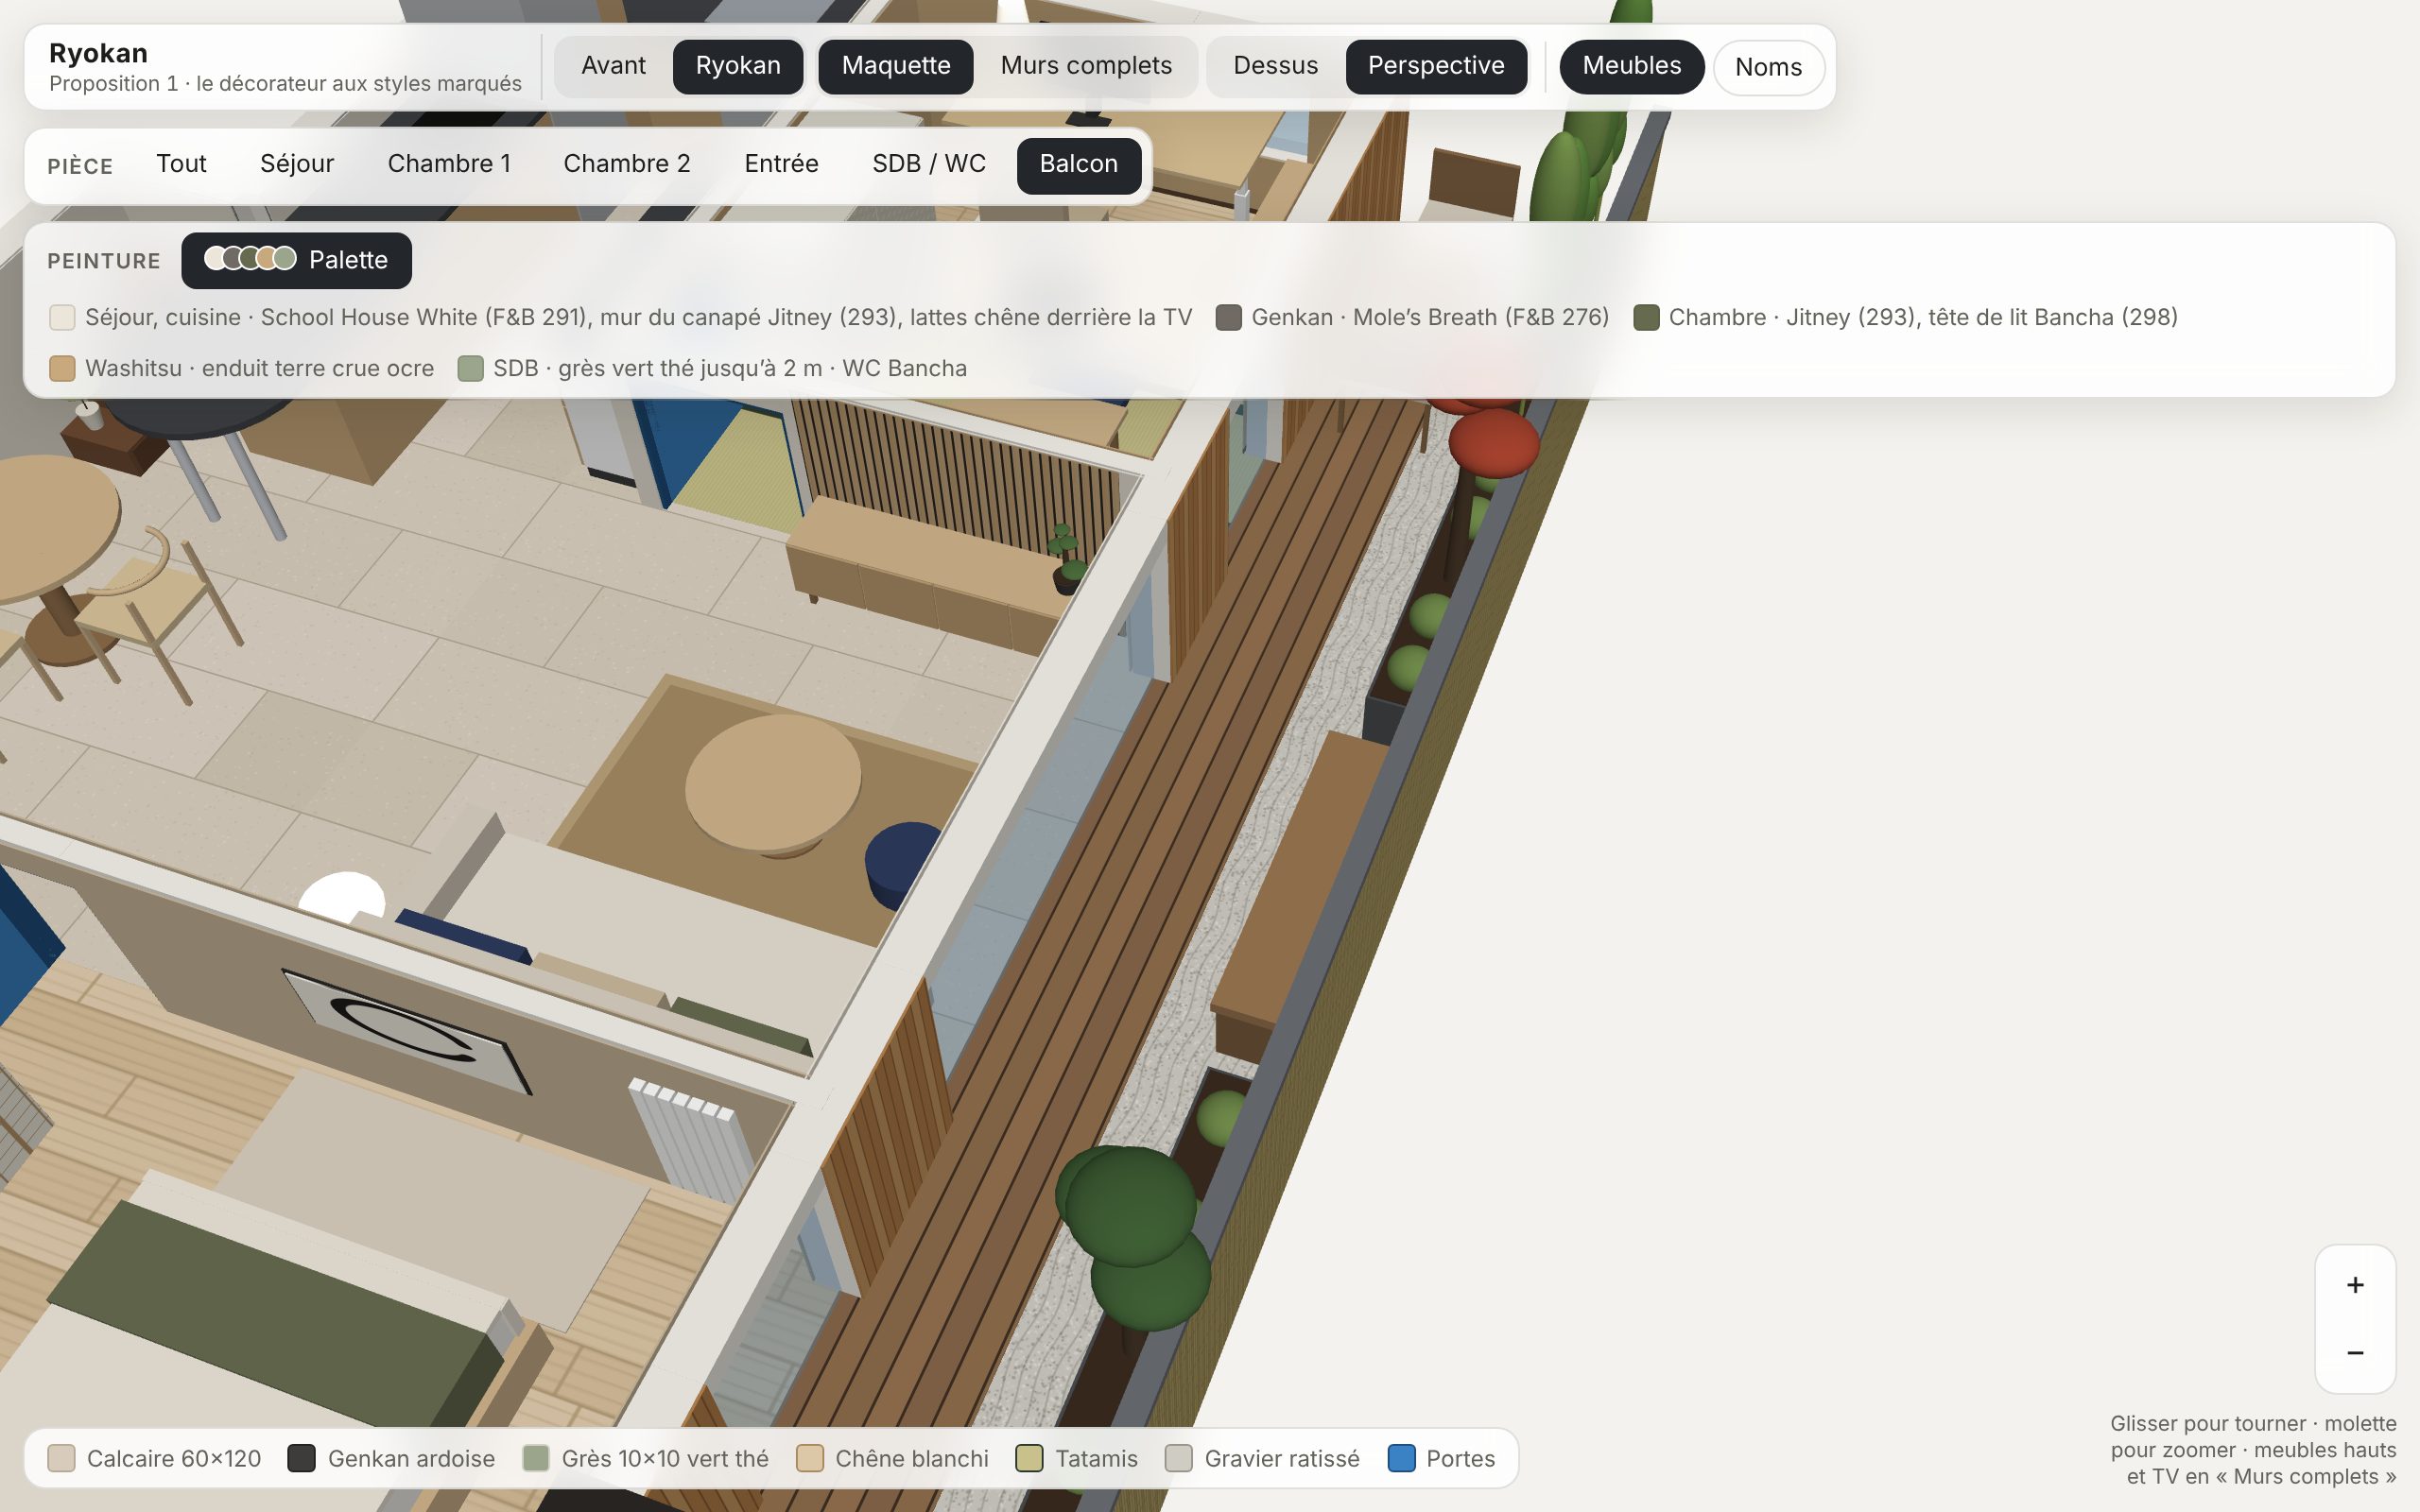 Ryokan
Proposition 1 · le décorateur aux styles marqués
Avant Ryokan Maquette Murs complets Dessus Perspective Meubles Noms
PIÈCE Tout Séjour Chambre 1 Chambre 2 Entrée SDB / WC Balcon
PEINTURE Palette
Séjour, cuisine · School House White (F&B 291), mur du canapé Jitney (293), lattes chêne derrière la TV Genkan · Mole’s Breath (F&B 276) Chambre · Jitney (293), tête de lit Bancha (298)
Washitsu · enduit terre crue ocre SDB · grès vert thé jusqu’à 2 m · WC Bancha
+
−
Glisser pour tourner · molette
pour zoomer · meubles hauts
et TV en « Murs complets »
Calcaire 60×120 Genkan ardoise Grès 10×10 vert thé Chêne blanchi Tatamis Gravier ratissé Portes